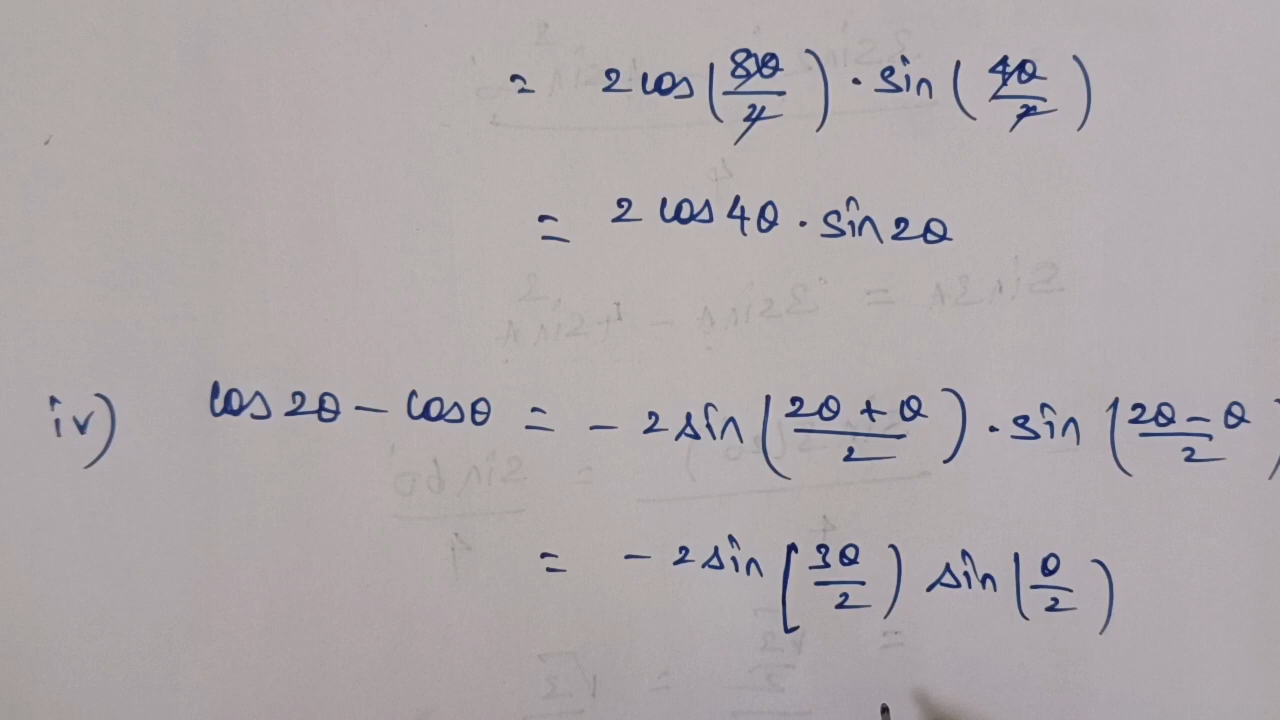 = 2 cos (8θ/2) . sin (4θ/2)
= 2 cos 4θ . sin 2θ
iv) cos 2θ - cos θ = - 2 sin (2θ + θ/2) . sin (2θ - θ/2)
= - 2 sin [3θ/2) sin (θ/2)